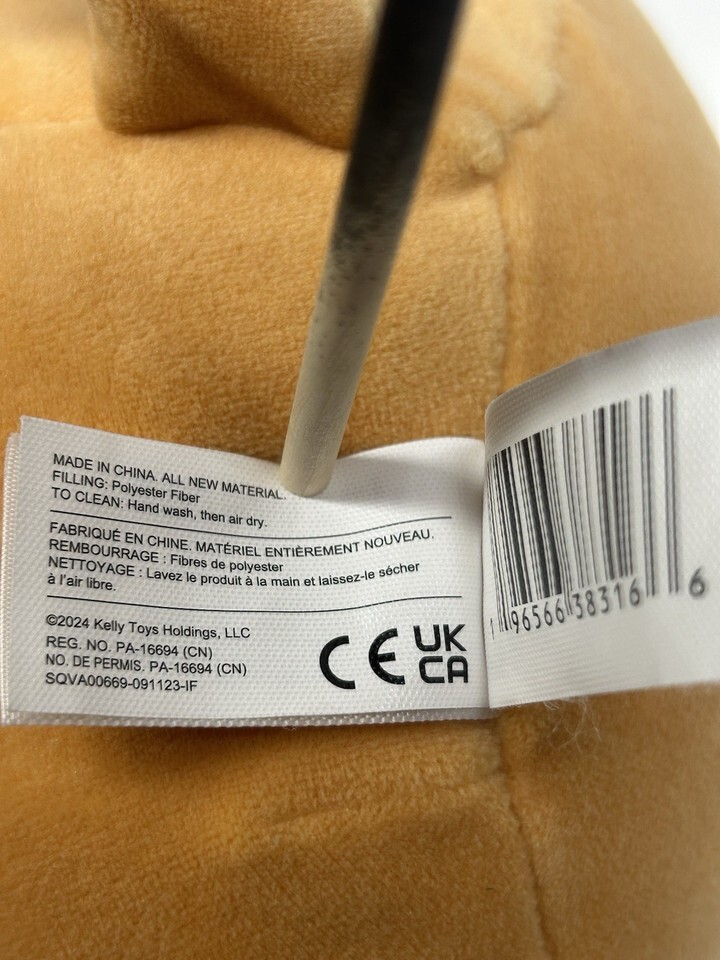 MADE IN CHINA. ALL NEW MATERIAL.
FILLING: Polyester Fiber
TO CLEAN: Hand wash, then air dry.
FABRIQUÉ EN CHINE. MATÉRIEL ENTIÈREMENT NOUVEAU.
REMBOURRAGE : Fibres de polyester
NETTOYAGE : Lavez le produit à la main et laissez-le sécher
à l'air libre.
©2024 Kelly Toys Holdings, LLC
REG. NO. PA-16694 (CN)
NO. DE PERMIS. PA-16694 (CN)
SQVA00669-091123-IF
CE
UK
CA
1 96566 38316 6